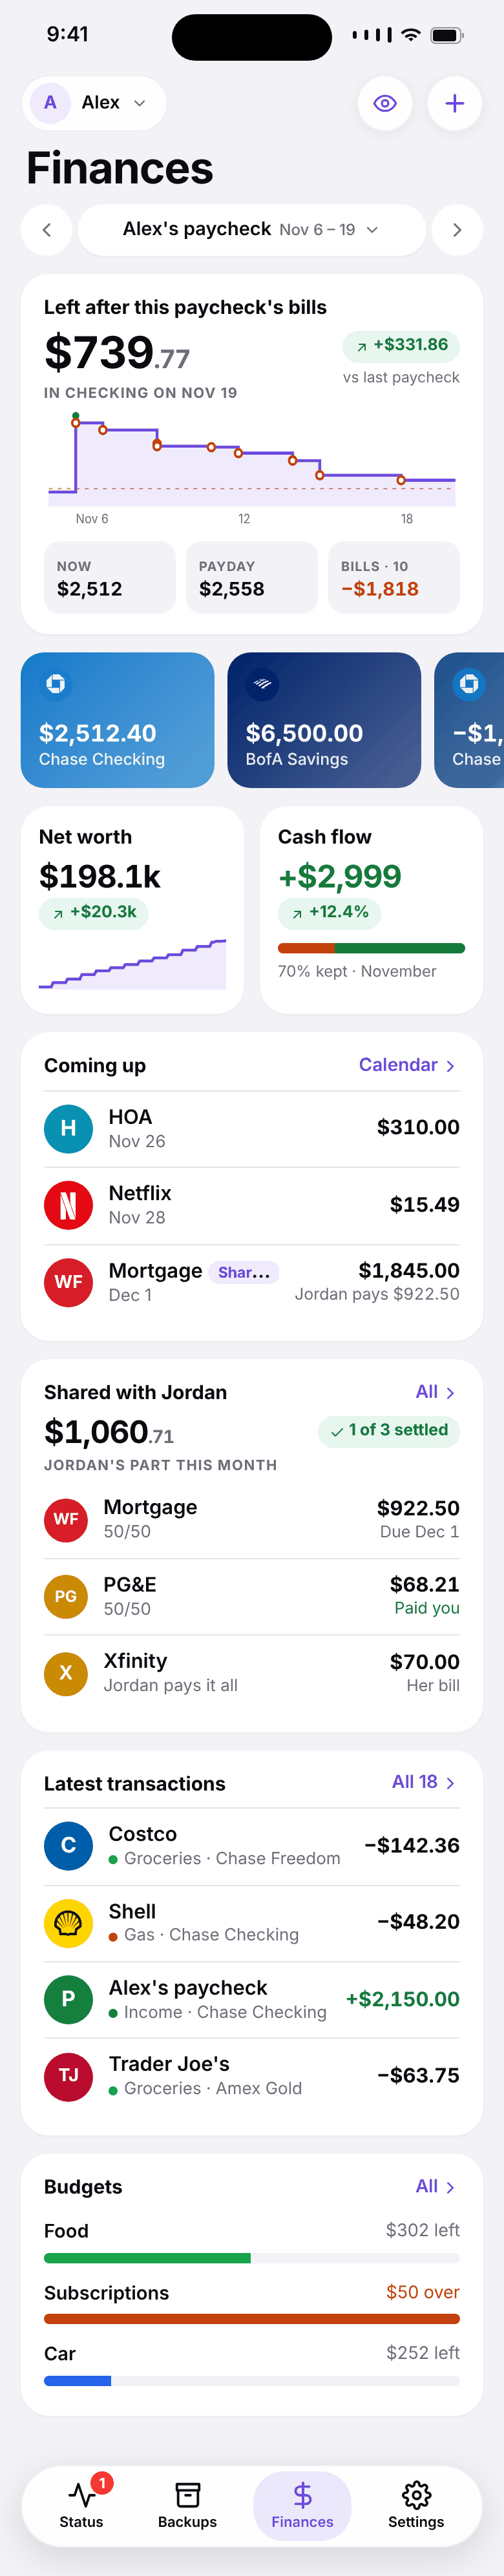 9:41
A Alex
Finances
Alex's paycheck Nov 6 – 19
Left after this paycheck's bills
$739.77
+$331.86
IN CHECKING ON NOV 19
vs last paycheck
Nov 6 12 18
NOW PAYDAY BILLS · 10
$2,512 $2,558 −$1,818
$2,512.40 $6,500.00 −$1,
Chase Checking BofA Savings Chase
Net worth Cash flow
$198.1k +$2,999
+$20.3k +12.4%
70% kept · November
Coming up Calendar
H HOA $310.00
Nov 26
N Netflix $15.49
Nov 28
WF Mortgage Shar... $1,845.00
Dec 1 Jordan pays $922.50
Shared with Jordan All
$1,060.71 1 of 3 settled
JORDAN'S PART THIS MONTH
WF Mortgage $922.50
50/50 Due Dec 1
PG PG&E $68.21
50/50 Paid you
X Xfinity $70.00
Jordan pays it all Her bill
Latest transactions All 18
C Costco −$142.36
Groceries · Chase Freedom
Shell −$48.20
Gas · Chase Checking
P Alex's paycheck +$2,150.00
Income · Chase Checking
TJ Trader Joe's −$63.75
Groceries · Amex Gold
Budgets All
Food $302 left
Subscriptions $50 over
Car $252 left
1
Status Backups Finances Settings